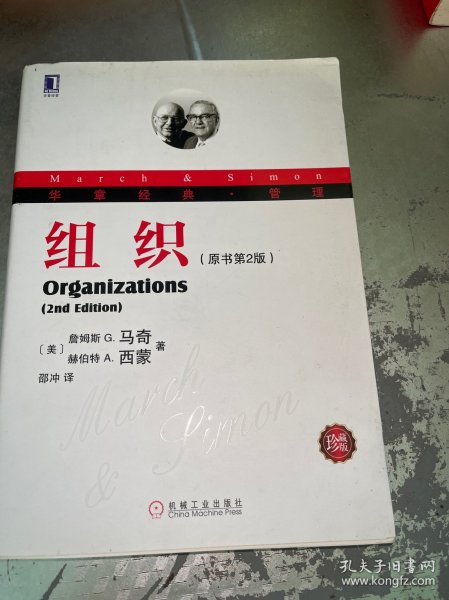 March & Simon
华章经典·管理
组织（原书第2版）
Organizations
(2nd Edition)
〔美〕詹姆斯 G. 马奇 著
赫伯特 A. 西蒙
邵冲 译
March
& Simon
珍藏版
机械工业出版社
China Machine Press
孔夫子旧书网
www.kongfz.com